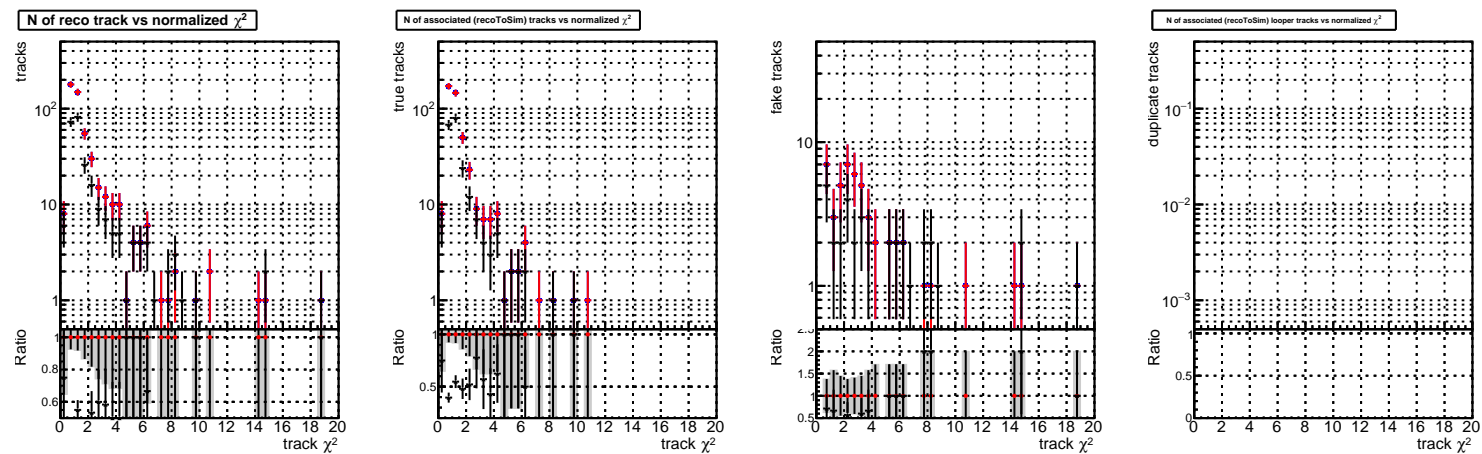 N of reco track vs normalized χ²
tracks
10²
10
1
Ratio
1
0.8
0.6
0 2 4 6 8 10 12 14 16 18 20
track χ²
N of associated (recoToSim) tracks vs normalized χ²
true tracks
10²
10
1
Ratio
1
0.5
0 2 4 6 8 10 12 14 16 18 20
track χ²
fake tracks
10
1
Ratio
2.5
2
1.5
1
0.5
0 2 4 6 8 10 12 14 16 18 20
track χ²
N of associated (recoToSim) looper tracks vs normalized χ²
duplicate tracks
10⁻¹
10⁻²
10⁻³
Ratio
1
0.5
0
0 2 4 6 8 10 12 14 16 18 20
track χ²